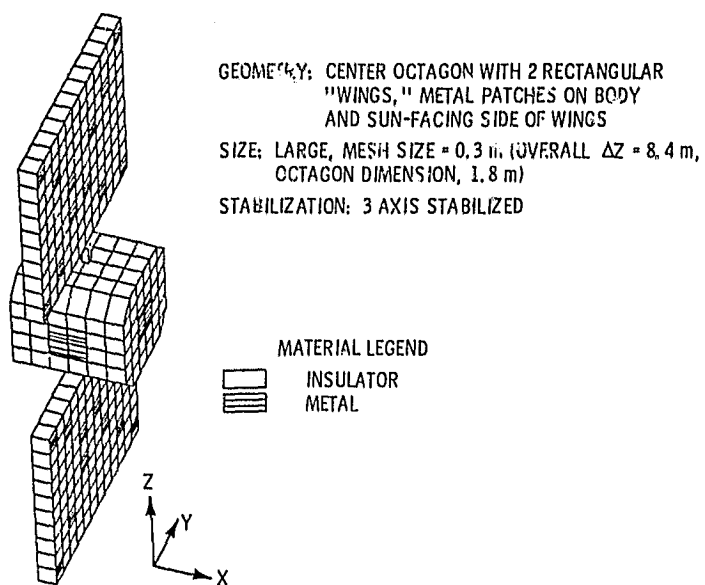 GEOMETRY: CENTER OCTAGON WITH 2 RECTANGULAR
"WINGS," METAL PATCHES ON BODY
AND SUN-FACING SIDE OF WINGS
SIZE: LARGE, MESH SIZE = 0.3 m (OVERALL ΔZ = 8.4 m,
OCTAGON DIMENSION, 1.8 m)
STABILIZATION: 3 AXIS STABILIZED
MATERIAL LEGEND
INSULATOR
METAL
Z
Y
X